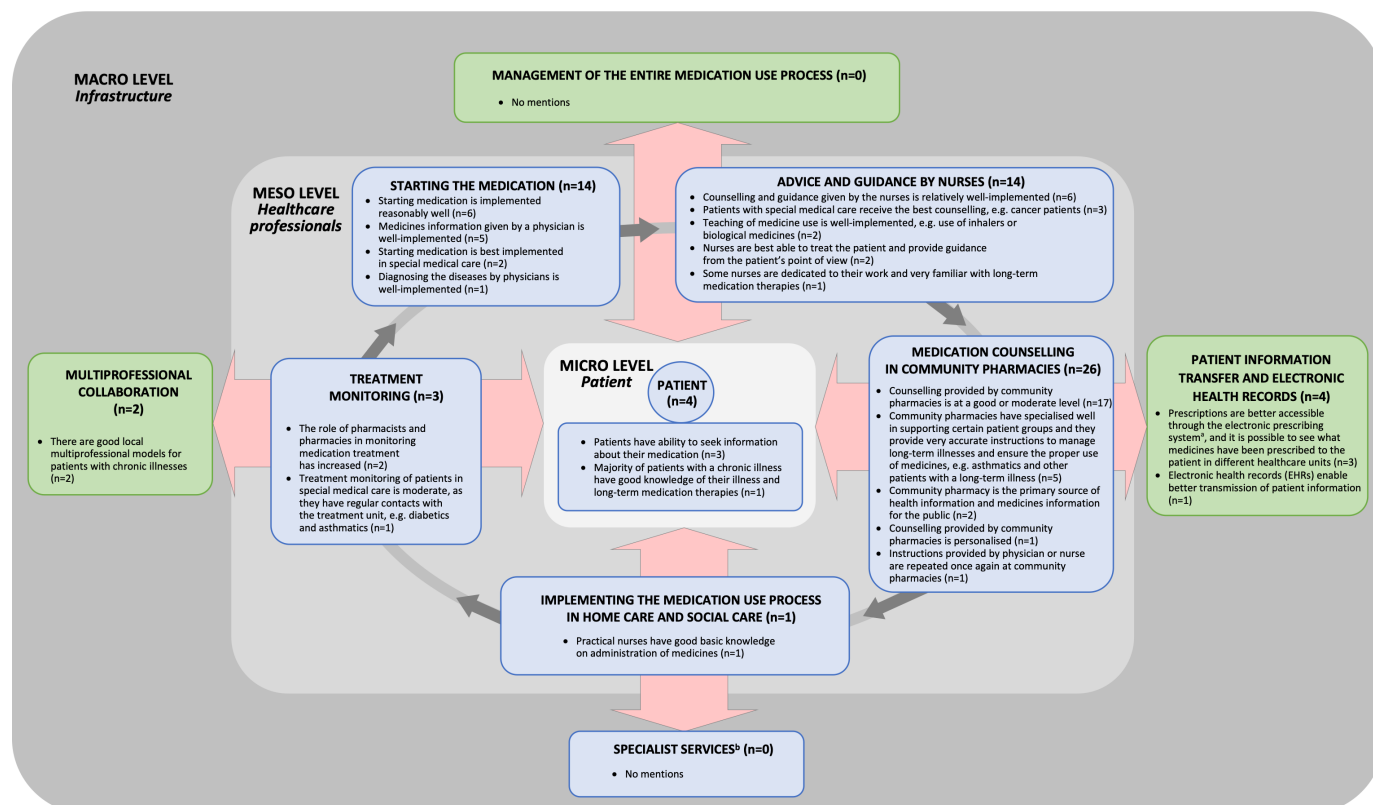 MACRO LEVEL
Infrastructure
MANAGEMENT OF THE ENTIRE MEDICATION USE PROCESS (n=0)
• No mentions
MESO LEVEL
Healthcare
professionals
STARTING THE MEDICATION (n=14)
• Starting medication is implemented
reasonably well (n=6)
• Medicines information given by a physician is
well-implemented (n=5)
• Starting medication is best implemented
in special medical care (n=2)
• Diagnosing the diseases by physicians is
well-implemented (n=1)
ADVICE AND GUIDANCE BY NURSES (n=14)
• Counselling and guidance given by the nurses is relatively well-implemented (n=6)
• Patients with special medical care receive the best counselling, e.g. cancer patients (n=3)
• Teaching of medicine use is well-implemented, e.g. use of inhalers or
biological medicines (n=2)
• Nurses are best able to treat the patient and provide guidance
from the patient's point of view (n=2)
• Some nurses are dedicated to their work and very familiar with long-term
medication therapies (n=1)
MULTIPROFESSIONAL
COLLABORATION
(n=2)
• There are good local
multiprofessional models for
patients with chronic illnesses
(n=2)
TREATMENT
MONITORING (n=3)
• The role of pharmacists and
pharmacies in monitoring
medication treatment
has increased (n=2)
• Treatment monitoring of patients in
special medical care is moderate, as
they have regular contacts with
the treatment unit, e.g. diabetics
and asthmatics (n=1)
MICRO LEVEL
Patient
PATIENT
(n=4)
• Patients have ability to seek information
about their medication (n=3)
• Majority of patients with a chronic illness
have good knowledge of their illness and
long-term medication therapies (n=1)
MEDICATION COUNSELLING
IN COMMUNITY PHARMACIES (n=26)
• Counselling provided by community
pharmacies is at a good or moderate level (n=17)
• Community pharmacies have specialised well
in supporting certain patient groups and they
provide very accurate instructions to manage
long-term illnesses and ensure the proper use
of medicines, e.g. asthmatics and other
patients with a long-term illness (n=5)
• Community pharmacy is the primary source of
health information and medicines information
for the public (n=2)
• Counselling provided by community
pharmacies is personalised (n=1)
• Instructions provided by physician or nurse
are repeated once again at community
pharmacies (n=1)
PATIENT INFORMATION
TRANSFER AND ELECTRONIC
HEALTH RECORDS (n=4)
• Prescriptions are better accessible
through the electronic prescribing
systemª, and it is possible to see what
medicines have been prescribed to the
patient in different healthcare units (n=3)
• Electronic health records (EHRs) enable
better transmission of patient information
(n=1)
IMPLEMENTING THE MEDICATION USE PROCESS
IN HOME CARE AND SOCIAL CARE (n=1)
• Practical nurses have good basic knowledge
on administration of medicines (n=1)
SPECIALIST SERVICESᵇ (n=0)
• No mentions